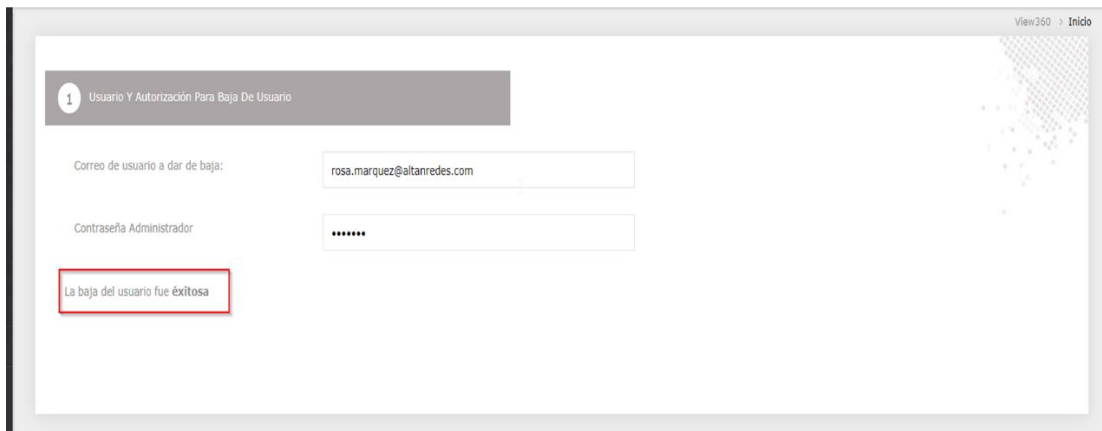 View360 > Inicio
1 Usuario Y Autorización Para Baja De Usuario
Correo de usuario a dar de baja: rosa.marquez@altanredes.com
Contraseña Administrador •••••••
La baja del usuario fue éxitosa